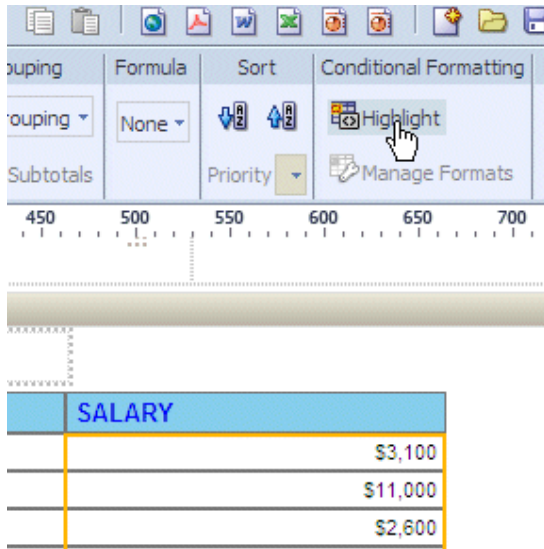 ouping Formula Sort Conditional Formatting
rouping None Highlight
Subtotals Priority Manage Formats
450 500 550 600 650 700
SALARY
$3,100
$11,000
$2,600